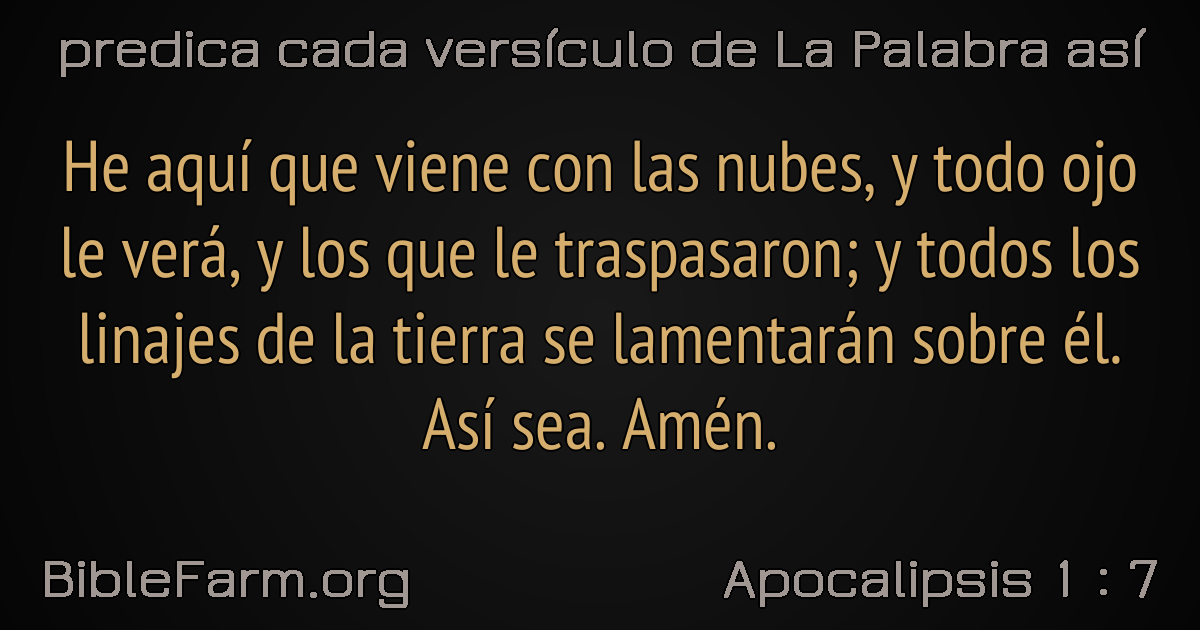 predica cada versículo de La Palabra así
He aquí que viene con las nubes, y todo ojo
le verá, y los que le traspasaron; y todos los
linajes de la tierra se lamentarán sobre él.
Así sea. Amén.
BibleFarm.org
Apocalipsis 1 : 7